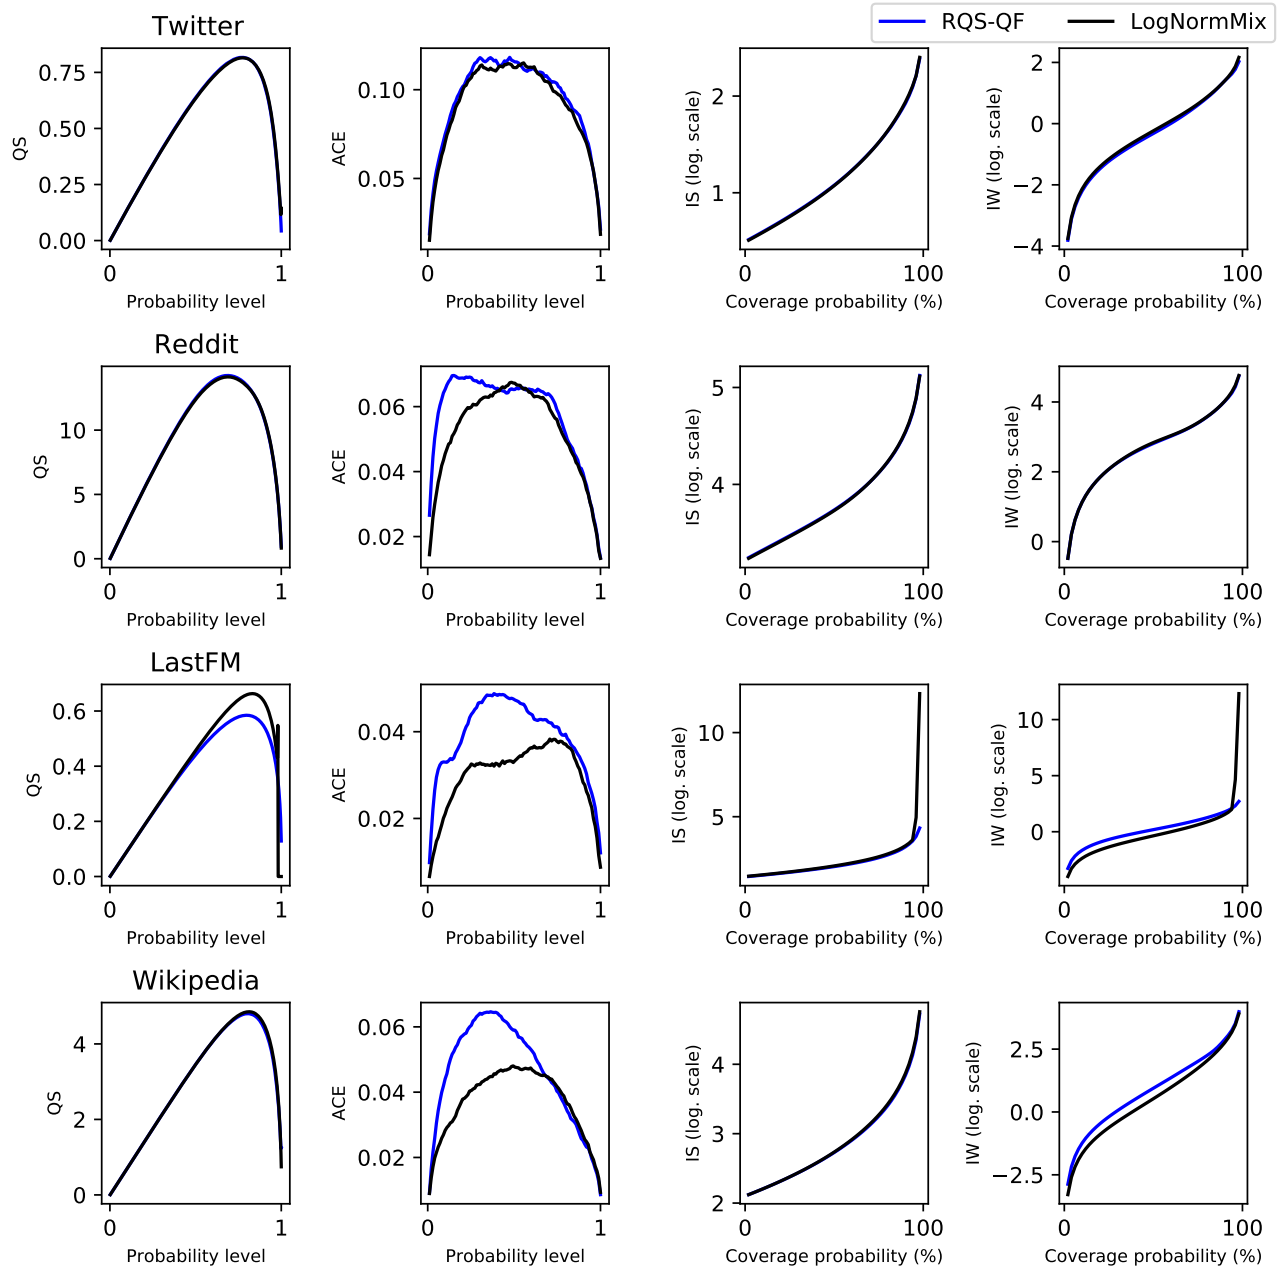 RQS-QF LogNormMix
Twitter
0.75
0.50
0.25
0.00
QS
0 1
Probability level
0.10
0.05
ACE
0 1
Probability level
2
1
IS (log. scale)
0 100
Coverage probability (%)
2
0
−2
−4
IW (log. scale)
0 100
Coverage probability (%)
Reddit
10
5
0
QS
0 1
Probability level
0.06
0.04
0.02
ACE
0 1
Probability level
5
4
IS (log. scale)
0 100
Coverage probability (%)
4
2
0
IW (log. scale)
0 100
Coverage probability (%)
LastFM
0.6
0.4
0.2
0.0
QS
0 1
Probability level
0.04
0.02
ACE
0 1
Probability level
10
5
IS (log. scale)
0 100
Coverage probability (%)
10
5
0
IW (log. scale)
0 100
Coverage probability (%)
Wikipedia
4
2
0
QS
0 1
Probability level
0.06
0.04
0.02
ACE
0 1
Probability level
4
3
2
IS (log. scale)
0 100
Coverage probability (%)
2.5
0.0
−2.5
IW (log. scale)
0 100
Coverage probability (%)